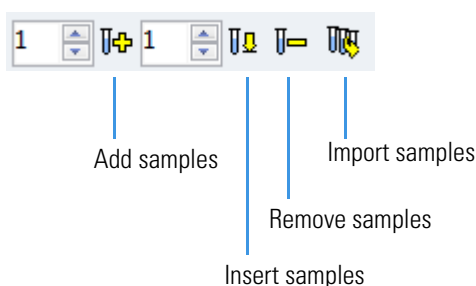 1 1
Add samples
Import samples
Remove samples
Insert samples